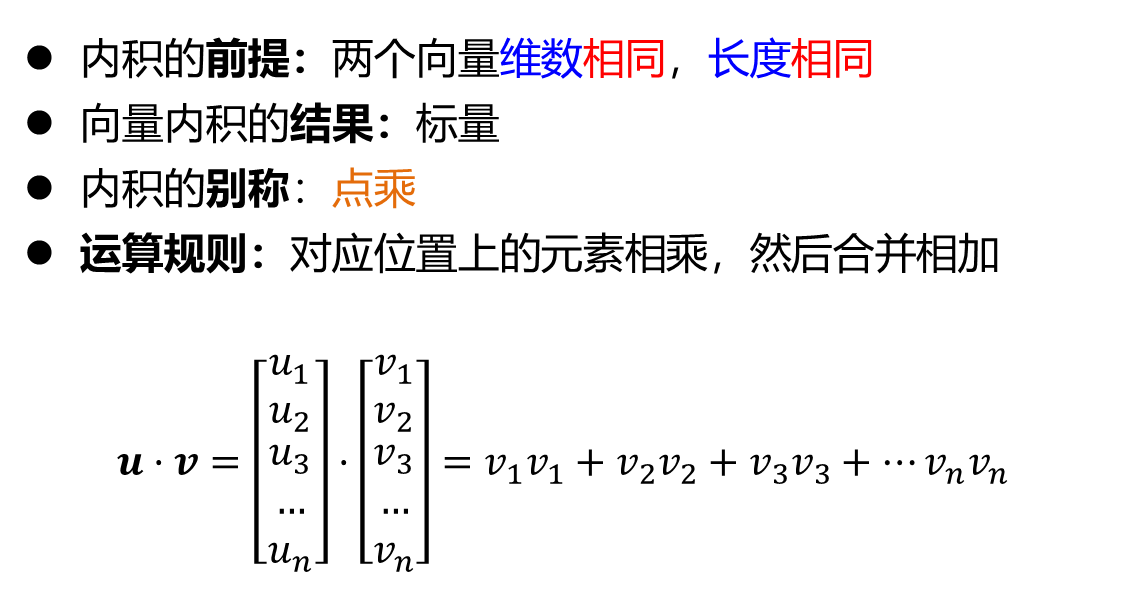 ● 内积的前提：两个向量维数相同，长度相同
● 向量内积的结果：标量
● 内积的别称：点乘
● 运算规则：对应位置上的元素相乘，然后合并相加
u · v = [u₁ u₂ u₃ … uₙ] · [v₁ v₂ v₃ … vₙ] = v₁v₁ + v₂v₂ + v₃v₃ + ⋯ vₙvₙ